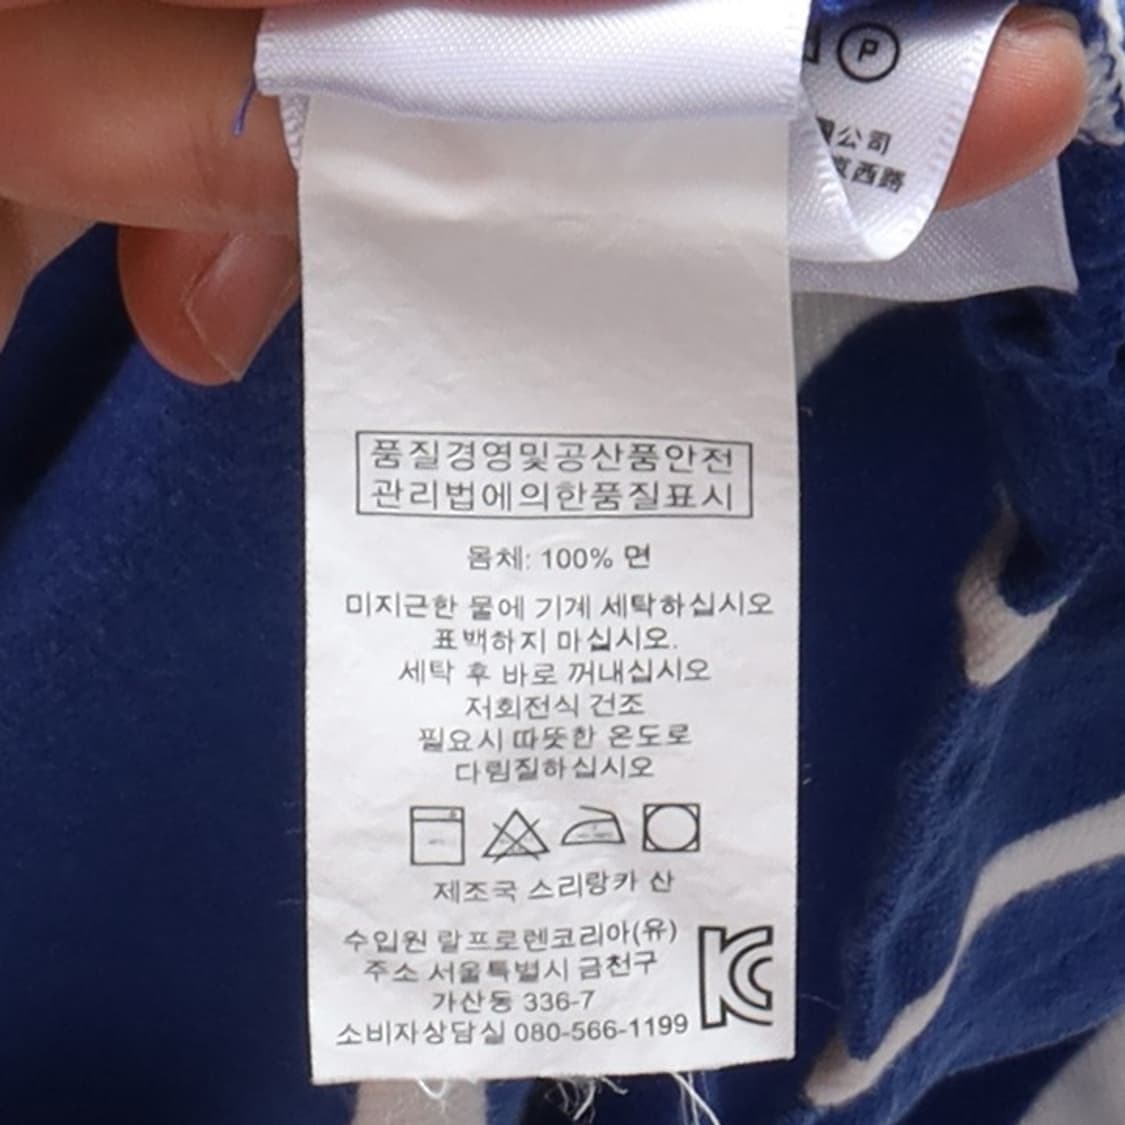 P
公司
西路
품질경영및공산품안전
관리법에의한품질표시
몸체: 100% 면
미지근한 물에 기계 세탁하십시오
표백하지 마십시오.
세탁 후 바로 꺼내십시오
저회전식 건조
필요시 따뜻한 온도로
다림질하십시오
제조국 스리랑카 산
수입원 랄프로렌코리아(유)
주소 서울특별시 금천구
가산동 336-7
소비자상담실 080-566-1199
KC